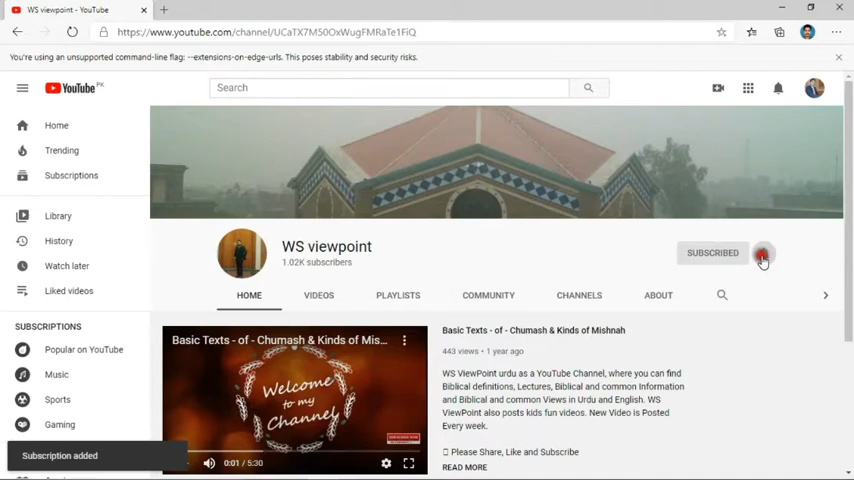 WS viewpoint - YouTube
https://www.youtube.com/channel/UCaTX7M50OxWugFMRaTe1FiQ
You're using an unsupported command-line flag: --extensions-on-edge-urls. This poses stability and security risks.
YouTube PK
Search
Home
Trending
Subscriptions
Library
History
Watch later
Liked videos
SUBSCRIPTIONS
Popular on YouTube
Music
Sports
Gaming
Subscription added
WS viewpoint
1.02K subscribers
SUBSCRIBED
HOME VIDEOS PLAYLISTS COMMUNITY CHANNELS ABOUT
Basic Texts - of - Chumash & Kinds of Mis...
Welcome
to my
Channel
0:01 / 5:30
Basic Texts - of - Chumash & Kinds of Mishnah
443 views • 1 year ago
WS ViewPoint urdu as a YouTube Channel, where you can find
Biblical definitions, Lectures, Biblical and common Information
and Biblical and common Views in Urdu and English. WS
ViewPoint also posts kids fun videos. New Video is Posted
Every week.
Please Share, Like and Subscribe
READ MORE